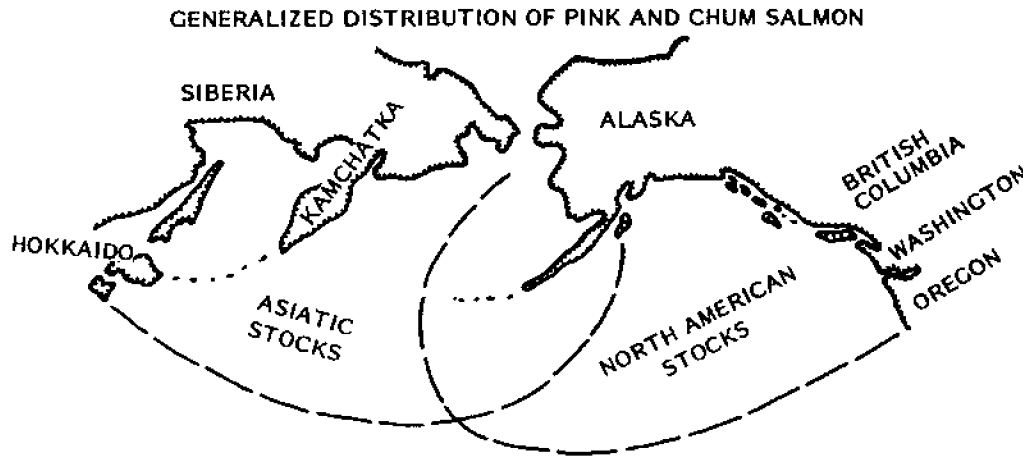 GENERALIZED DISTRIBUTION OF PINK AND CHUM SALMON
SIBERIA
KAMCHATKA
ALASKA
BRITISH
COLUMBIA
WASHINGTON
OREGON
HOKKAIDO
ASIATIC
STOCKS
NORTH AMERICAN
STOCKS